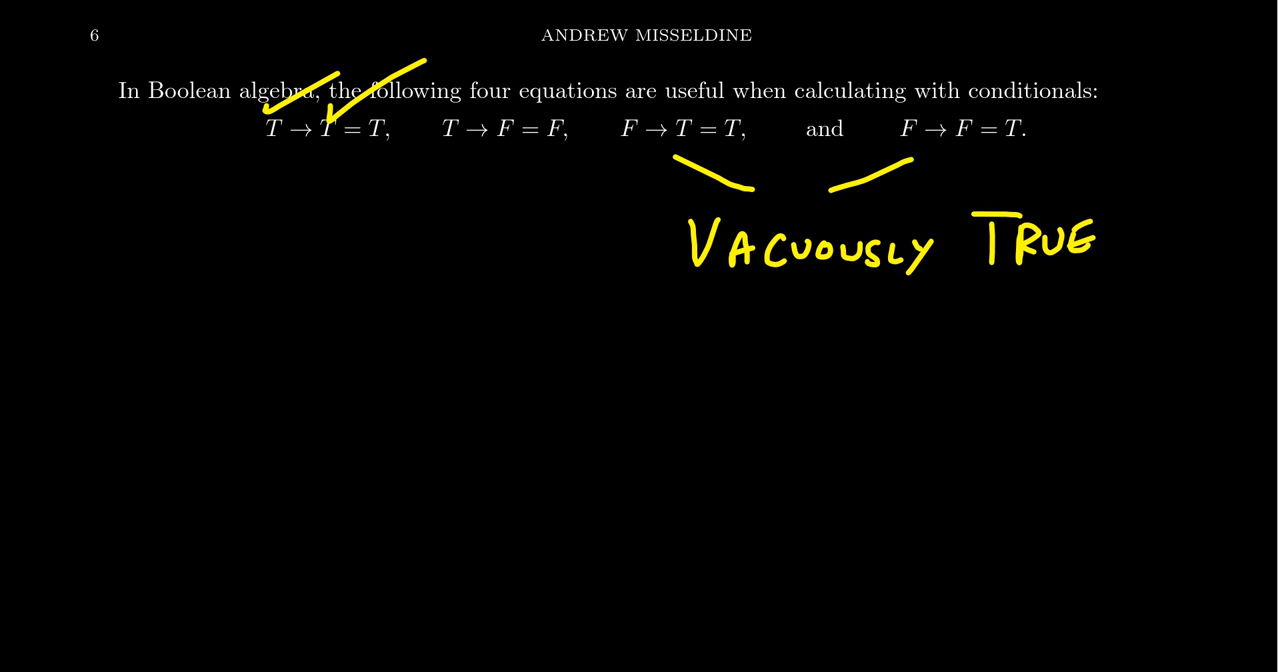 6 ANDREW MISSELDINE
In Boolean algebra, the following four equations are useful when calculating with conditionals:
T → T = T, T → F = F, F → T = T, and F → F = T.
VACUOUSLY TRUE